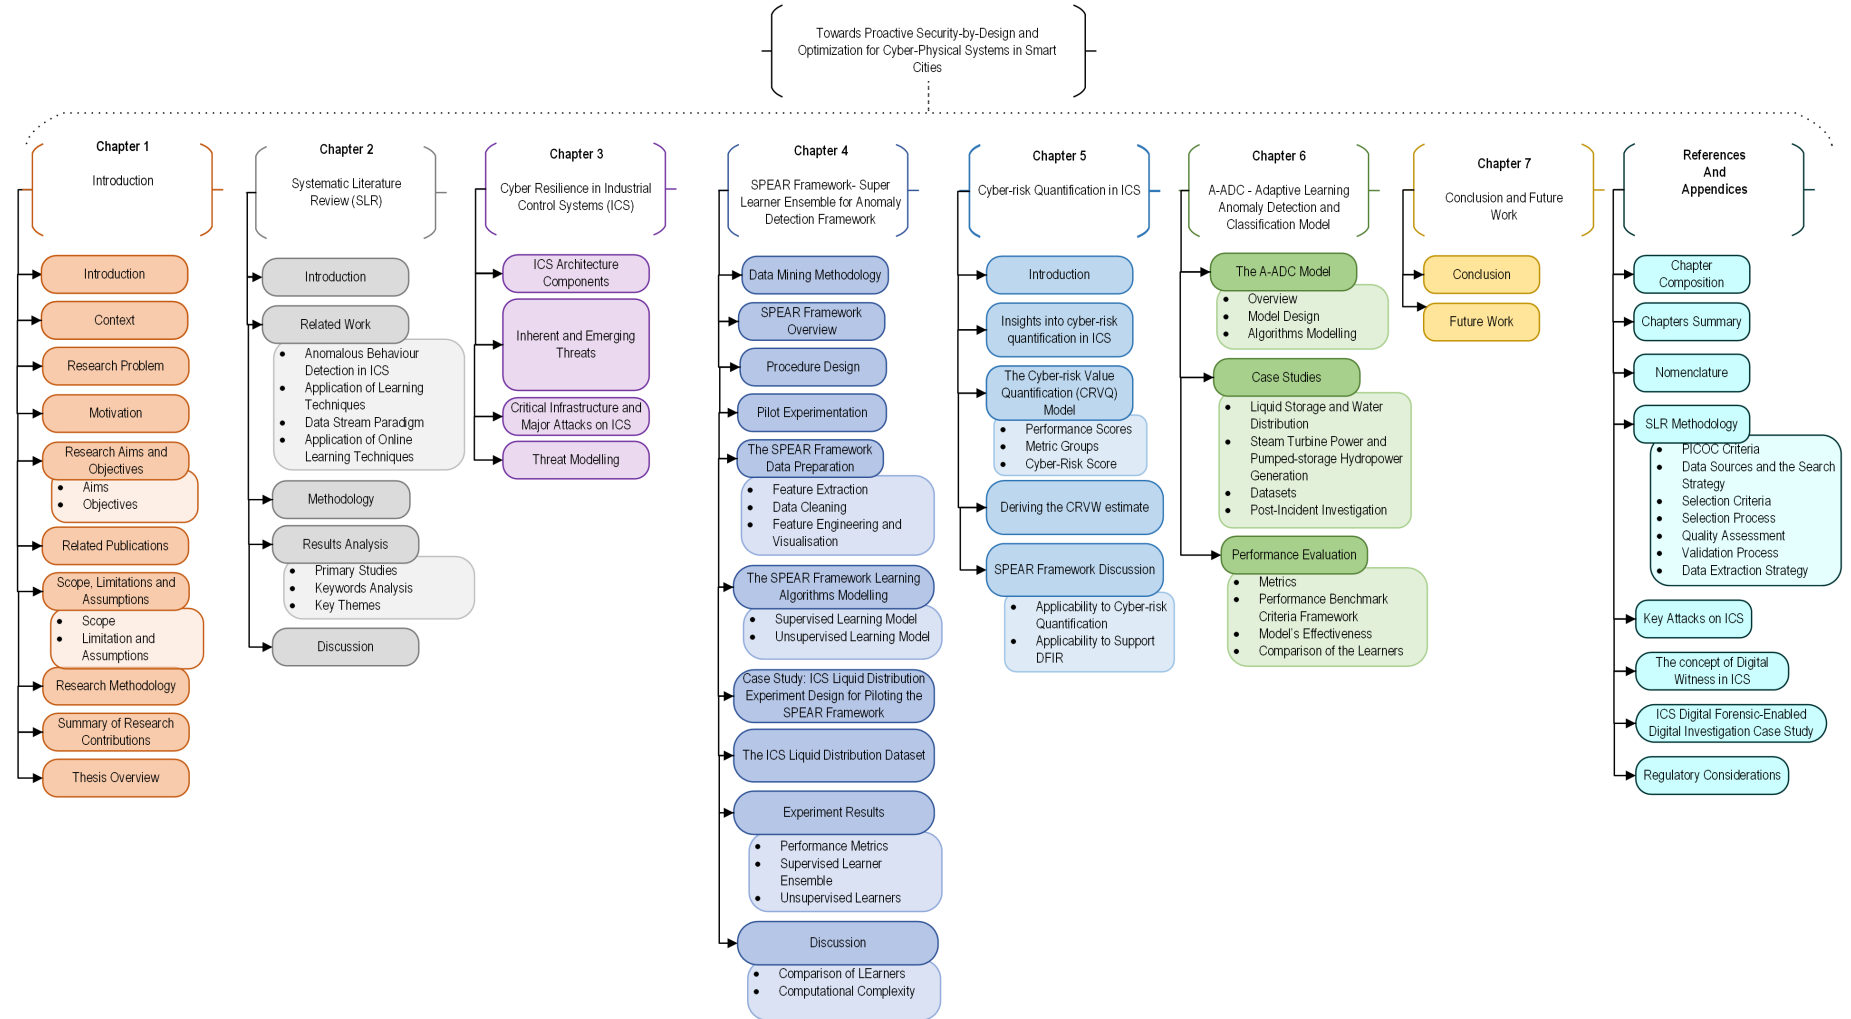 Towards Proactive Security-by-Design and
Optimization for Cyber-Physical Systems in Smart
Cities
Chapter 1
Introduction
Introduction
Context
Research Problem
Motivation
Research Aims and
Objectives
• Aims
• Objectives
Related Publications
Scope, Limitations and
Assumptions
• Scope
• Limitation and
Assumptions
Research Methodology
Summary of Research
Contributions
Thesis Overview
Chapter 2
Systematic Literature
Review (SLR)
Introduction
Related Work
• Anomalous Behaviour
Detection in ICS
• Application of Learning
Techniques
• Data Stream Paradigm
• Application of Online
Learning Techniques
Methodology
Results Analysis
• Primary Studies
• Keywords Analysis
• Key Themes
Discussion
Chapter 3
Cyber Resilience in Industrial
Control Systems (ICS)
ICS Architecture
Components
Inherent and Emerging
Threats
Critical Infrastructure and
Major Attacks on ICS
Threat Modelling
Chapter 4
SPEAR Framework- Super
Learner Ensemble for Anomaly
Detection Framework
Data Mining Methodology
SPEAR Framework
Overview
Procedure Design
Pilot Experimentation
The SPEAR Framework
Data Preparation
• Feature Extraction
• Data Cleaning
• Feature Engineering and
Visualisation
The SPEAR Framework Learning
Algorithms Modelling
• Supervised Learning Model
• Unsupervised Learning Model
Case Study: ICS Liquid Distribution
Experiment Design for Piloting the
SPEAR Framework
The ICS Liquid Distribution Dataset
Experiment Results
• Performance Metrics
• Supervised Learner
Ensemble
• Unsupervised Learners
Discussion
• Comparison of LEarners
• Computational Complexity
Chapter 5
Cyber-risk Quantification in ICS
Introduction
Insights into cyber-risk
quantification in ICS
The Cyber-risk Value
Quantification (CRVQ)
Model
• Performance Scores
• Metric Groups
• Cyber-Risk Score
Deriving the CRVW estimate
SPEAR Framework Discussion
• Applicability to Cyber-risk
Quantification
• Applicability to Support
DFIR
Chapter 6
A-ADC - Adaptive Learning
Anomaly Detection and
Classification Model
The A-ADC Model
• Overview
• Model Design
• Algorithms Modelling
Case Studies
• Liquid Storage and Water
Distribution
• Steam Turbine Power and
Pumped-storage Hydropower
Generation
• Datasets
• Post-Incident Investigation
Performance Evaluation
• Metrics
• Performance Benchmark
Criteria Framework
• Model's Effectiveness
• Comparison of the Learners
Chapter 7
Conclusion and Future
Work
Conclusion
Future Work
References
And
Appendices
Chapter
Composition
Chapters Summary
Nomenclature
SLR Methodology
• PICOC Criteria
• Data Sources and the Search
Strategy
• Selection Criteria
• Selection Process
• Quality Assessment
• Validation Process
• Data Extraction Strategy
Key Attacks on ICS
The concept of Digital
Witness in ICS
ICS Digital Forensic-Enabled
Digital Investigation Case Study
Regulatory Considerations